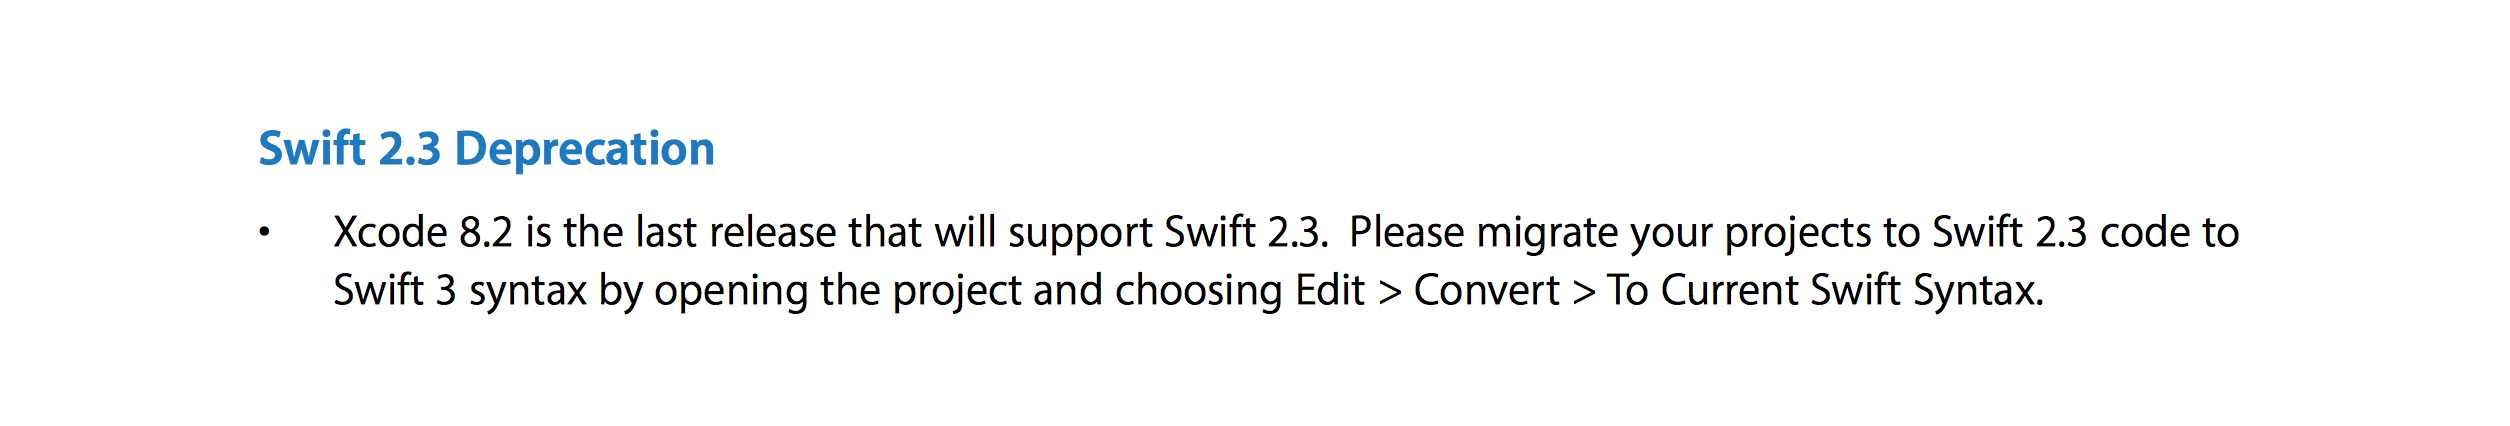 Swift 2.3 Deprecation
• Xcode 8.2 is the last release that will support Swift 2.3.  Please migrate your projects to Swift 2.3 code to
Swift 3 syntax by opening the project and choosing Edit > Convert > To Current Swift Syntax.